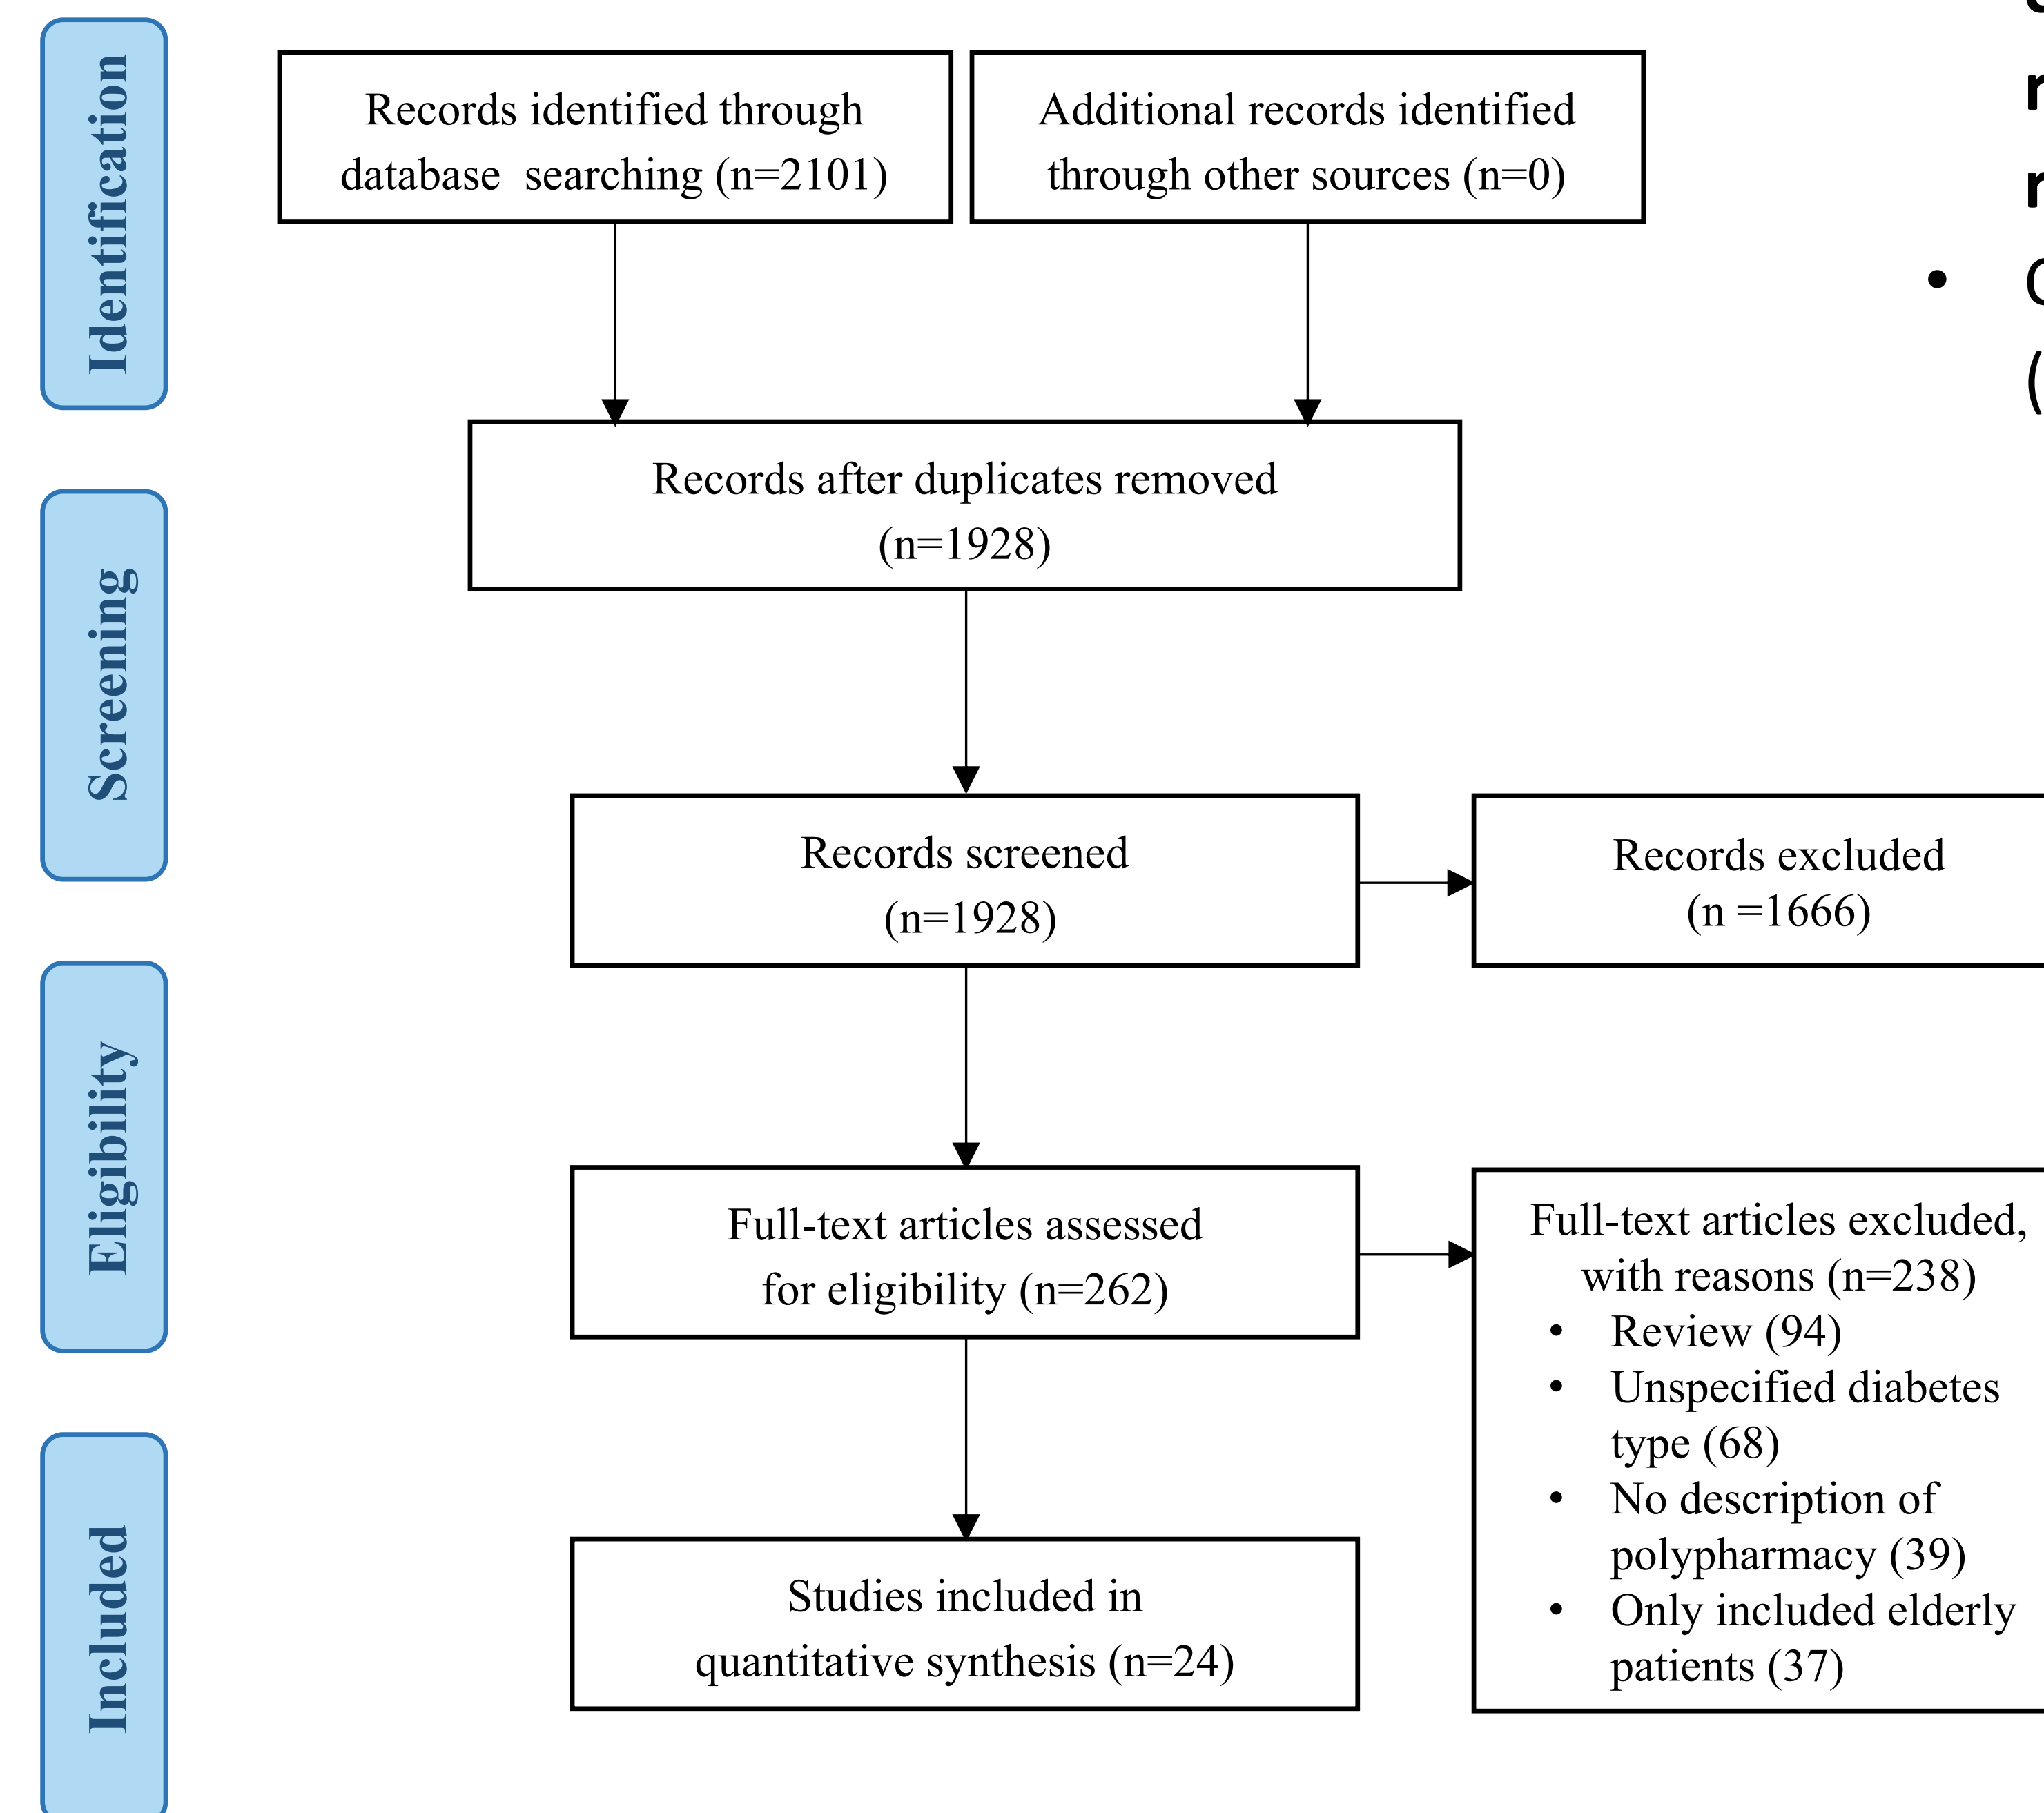 Identification
Records identified through
database searching (n=2101)
Additional records identified
through other sources (n=0)
Records after duplicates removed
(n=1928)
Screening
Records screened
(n=1928)
Records excluded
(n =1666)
Eligibility
Full-text articles assessed
for eligibility (n=262)
Full-text articles excluded,
with reasons (n=238)
• Review (94)
• Unspecified diabetes
type (68)
• No description of
polypharmacy (39)
• Only included elderly
patients (37)
Included
Studies included in
quantitative synthesis (n=24)